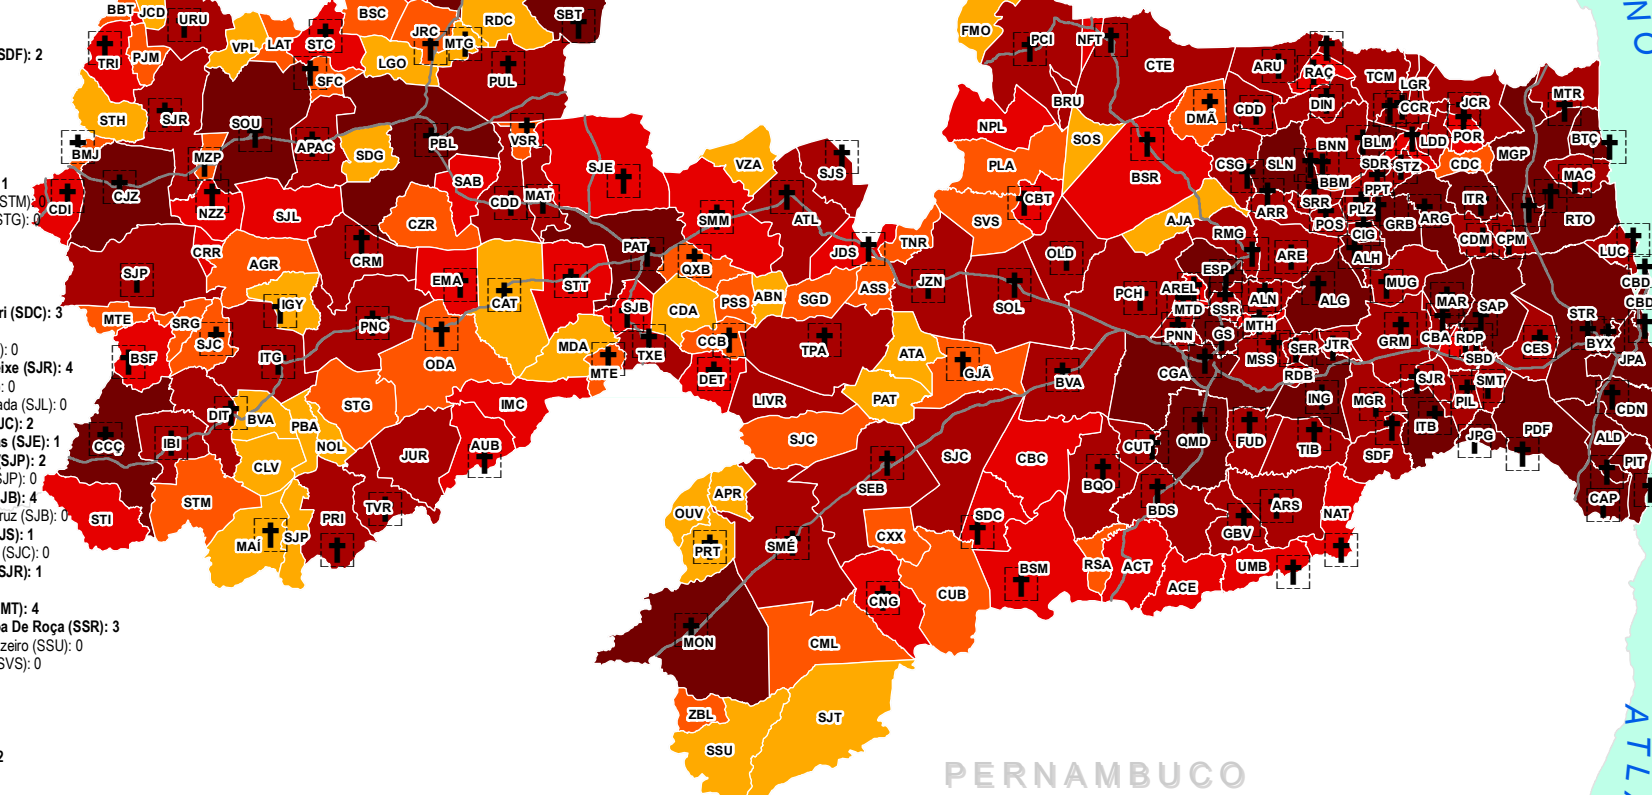 SDF): 2
1
STM): 0
STG): 0
ri (SDC): 3
): 0
eixe (SJR): 4
: 0
ada (SJL): 0
JC): 2
as (SJE): 1
(SJP): 2
SJP): 0
JB): 4
ruz (SJB): 0
JS): 1
(SJC): 0
SJR): 1
MT): 4
oa De Roça (SSR): 3
zeiro (SSU): 0
SVS): 0
2
BBT JCD URU BSC RDC SBT
JRC MTG
TRI PJM VPL LAT STC LGO PUL
SFC
STH SJR SOU APAC SDG PBL VSR
BMJ MZP
CDI CJZ NZZ SJL CZR SAB CDD MAT SJE
CRR CRM PAT
SJP AGR EMA CAT STT
IGY
MTE SRG PNC SJB
SJC
BSF ITG ODA MDA TXE
MTE
DIT BVA PBA STG IMC
CCÇ IBI NOL JUR AUB
CLV
STI STM PRI TVR
MAÍ SJP
VZA SJS
SMM ATL
JDS TNR
QXB
CDA PSS ABN SGD ASS JZN
CCB TPA ATA GJÃ
DET LIVR PAT
SJC
SEB SJC
APR
OUV
PRT SMÉ CXX SDC
CNG CUB
MON CML
ZBL SJT
SSU
FMO PCI NFT CTE ARU RAÇ TCM LGR
BRU DMÃ CDD DIN CCR JCR MTR
NPL SOS BNN BLM LDD POR BTÇ
PLA BSR CSG SLN SDR STZ CDC MGP
CBT BBM PPT MAC
SVS AJA ARR SRR PLZ ARG ITR RTO
POS GRB
RMG CIG CDM CPM LUG
OLD ESP ARE ALH
SOL PCH AREL ALN ALG MUG MAR SAP CBD
MTD SSR CBD
MTH STR
PNN GS SER JTR GRM CBA RDP CES BYX
MSS SBD JPA
BVA CGA RDB SJR SMT
ING MGR PIL CDN
CBC CUT QMD FUD TIB ITB JPG PDF ALD
BQO SDF PIT
BDS ARS NAT CAP
GBV
BSM RSA ACT UMB
ACE
PERNAMBUCO
NO
ATL